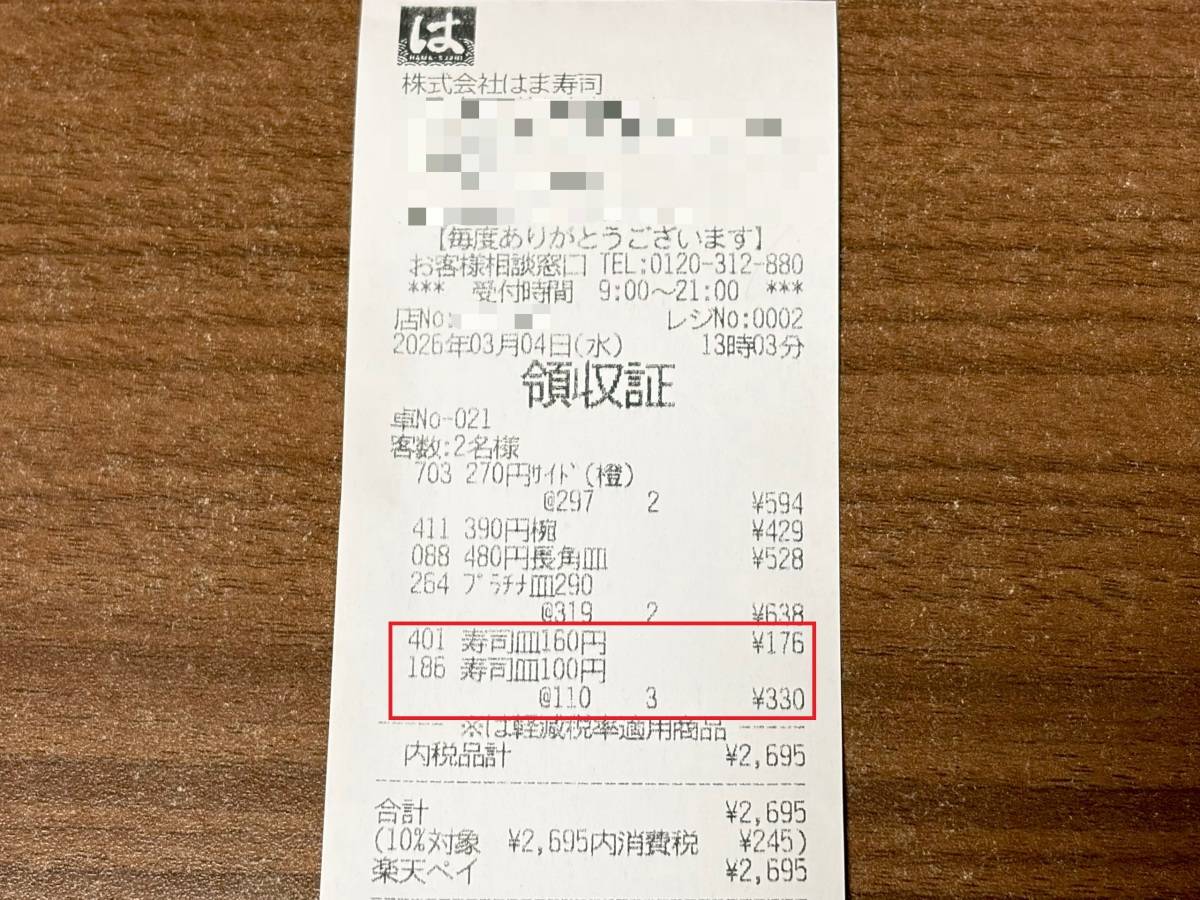 は
HAMA-SUSHI
株式会社はま寿司
【毎度ありがとうございます】
お客様相談窓口 TEL:0120-312-880
*** 受付時間 9:00～21:00 ***
店No: レジNo:0002
2026年03月04日(水) 13時03分
領収証
卓No-021
客数:2名様
703 270円ｻｲﾄﾞ(橙)
@297 2 ¥594
411 390円椀 ¥429
088 480円長角皿 ¥528
264 ﾌﾟﾗﾁﾅ皿290
@319 2 ¥638
401 寿司皿160円 ¥176
186 寿司皿100円
@110 3 ¥330
※は軽減税率適用商品
内税品計 ¥2,695
合計 ¥2,695
(10%対象 ¥2,695内消費税 ¥245)
楽天ペイ ¥2,695